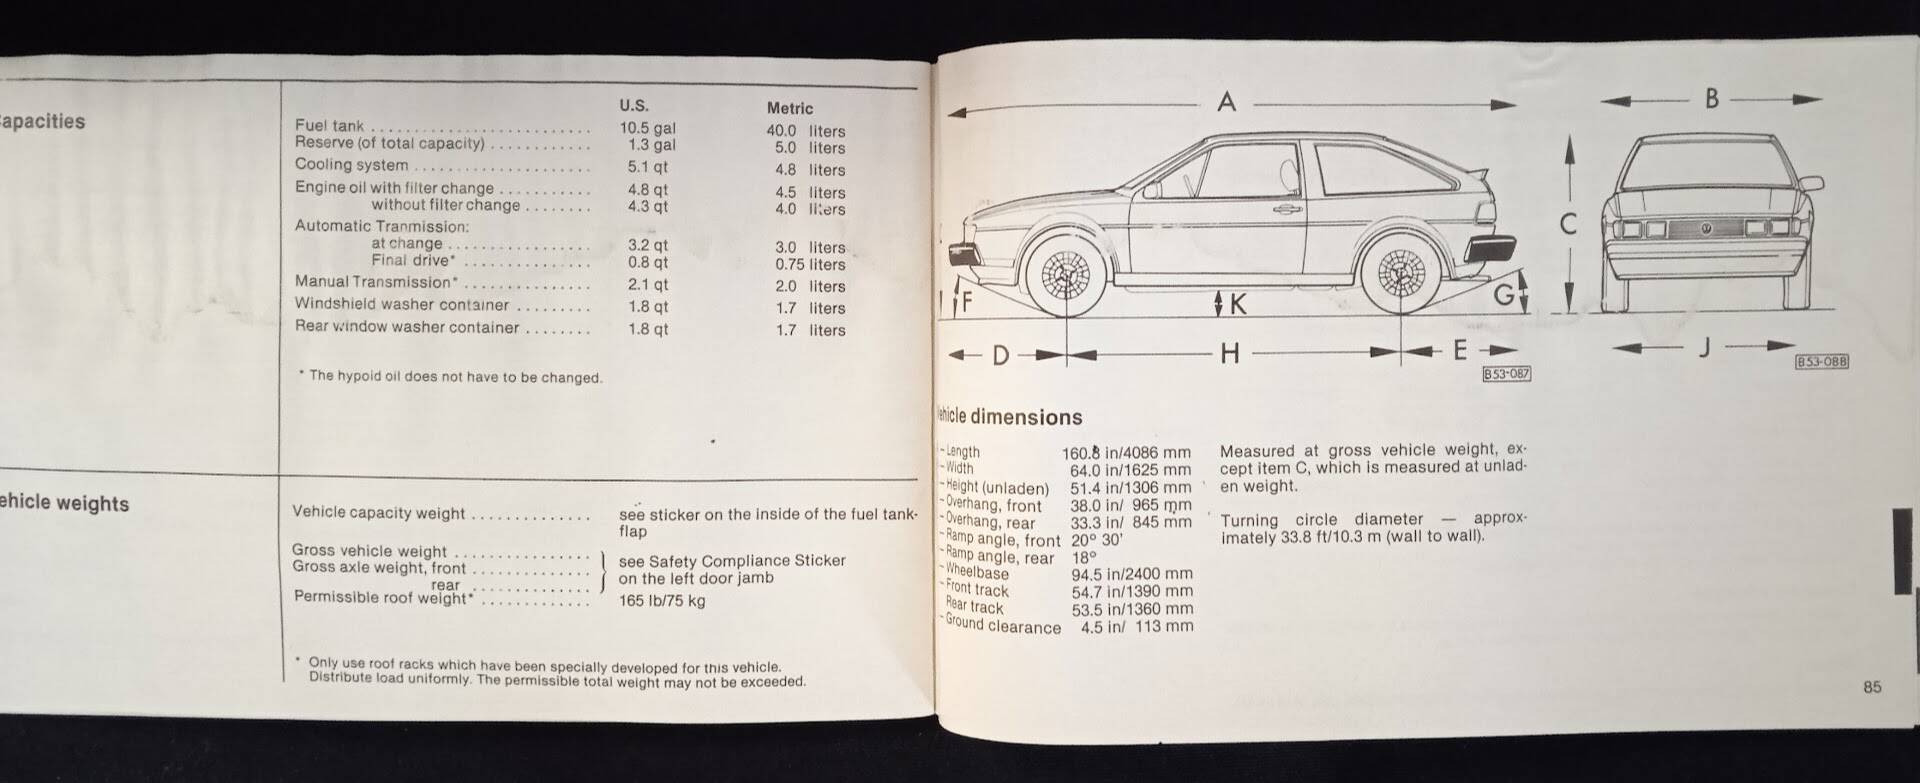 apacities
U.S. Metric
Fuel tank .......................... 10.5 gal 40.0 liters
Reserve (of total capacity) ............ 1.3 gal 5.0 liters
Cooling system ..................... 5.1 qt 4.8 liters
Engine oil with filter change ........... 4.8 qt 4.5 liters
without filter change ........ 4.3 qt 4.0 liters
Automatic Tranmission:
at change ................. 3.2 qt 3.0 liters
Final drive* ............... 0.8 qt 0.75 liters
Manual Transmission* ............... 2.1 qt 2.0 liters
Windshield washer container ......... 1.8 qt 1.7 liters
Rear window washer container ........ 1.8 qt 1.7 liters
* The hypoid oil does not have to be changed.
ehicle weights
Vehicle capacity weight .............. see sticker on the inside of the fuel tank-
flap
Gross vehicle weight ................
Gross axle weight, front ..............
rear ..............
see Safety Compliance Sticker
on the left door jamb
Permissible roof weight* ............. 165 lb/75 kg
* Only use roof racks which have been specially developed for this vehicle.
Distribute load uniformly. The permissible total weight may not be exceeded.
A B
C
F K G
D H E J
B53-087 B53-088
ehicle dimensions
-Length 160.8 in/4086 mm
-Width 64.0 in/1625 mm
-Height (unladen) 51.4 in/1306 mm
-Overhang, front 38.0 in/ 965 mm
-Overhang, rear 33.3 in/ 845 mm
-Ramp angle, front 20° 30'
-Ramp angle, rear 18°
-Wheelbase 94.5 in/2400 mm
-Front track 54.7 in/1390 mm
Rear track 53.5 in/1360 mm
-Ground clearance 4.5 in/ 113 mm
Measured at gross vehicle weight, ex-
cept item C, which is measured at unlad-
en weight.
Turning circle diameter — approx-
imately 33.8 ft/10.3 m (wall to wall).
85